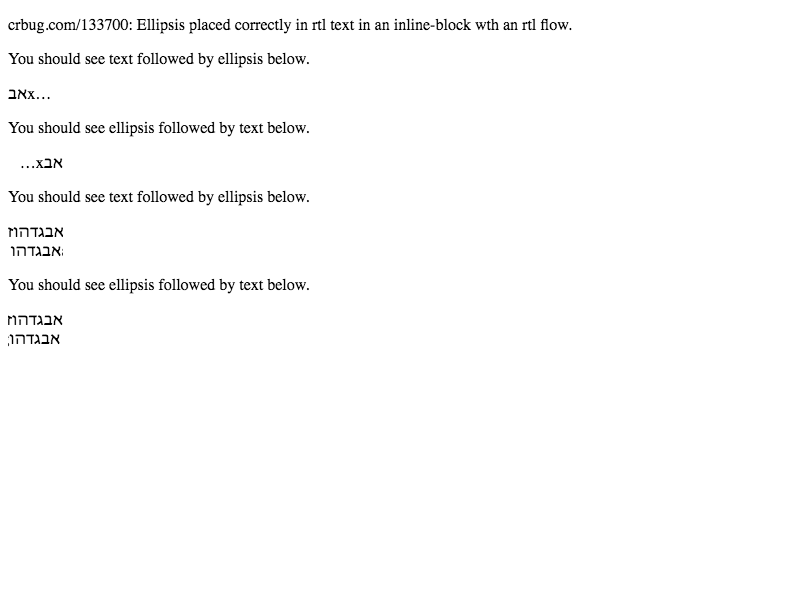 crbug.com/133700: Ellipsis placed correctly in rtl text in an inline-block wth an rtl flow.
You should see text followed by ellipsis below.
אבx…
You should see ellipsis followed by text below.
אבx…
You should see text followed by ellipsis below.
אבגדהוז
אבגדהו
You should see ellipsis followed by text below.
אבגדהוז
אבגדהו